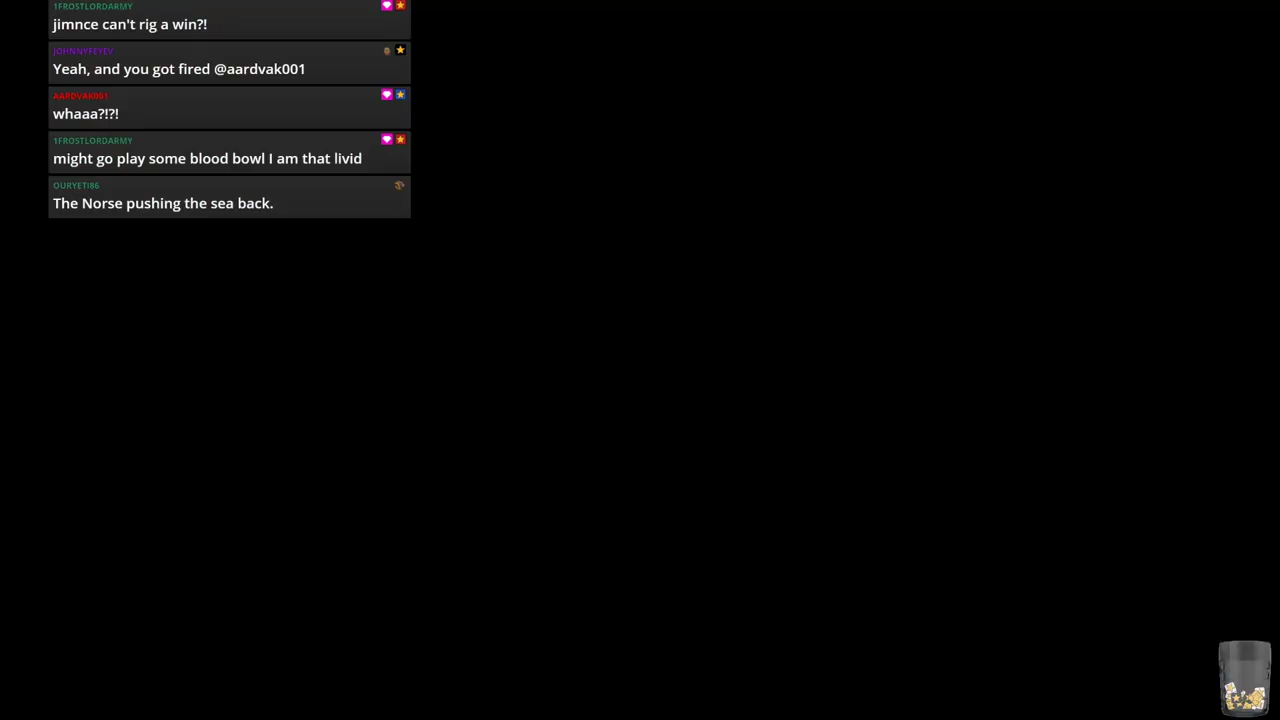 1FROSTLORDARMY
jimnce can't rig a win?!
JOHNNYFEYEV
Yeah, and you got fired @aardvak001
AARDVAK001
whaaa?!?!
1FROSTLORDARMY
might go play some blood bowl I am that livid
OURYETI86
The Norse pushing the sea back.